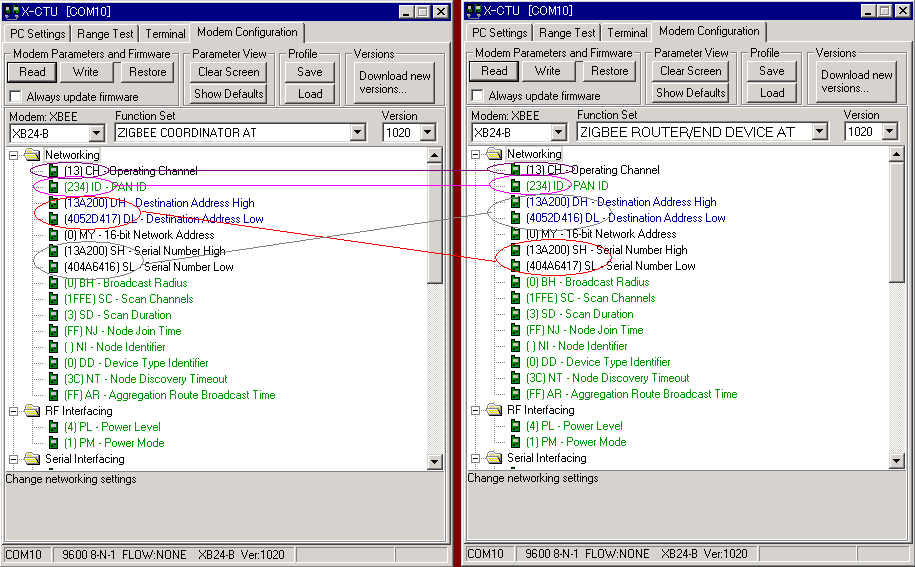 X-CTU [COM10]
PC Settings Range Test Terminal Modem Configuration
Modem Parameters and Firmware Parameter View Profile Versions
Read Write Restore Clear Screen Save Download new versions...
Always update firmware Show Defaults Load
Modem: XBEE Function Set Version
XB24-B ZIGBEE COORDINATOR AT 1020
Networking
(13) CH - Operating Channel
(234) ID - PAN ID
(13A200) DH - Destination Address High
(4052D417) DL - Destination Address Low
(0) MY - 16-bit Network Address
(13A200) SH - Serial Number High
(404A6416) SL - Serial Number Low
(0) BH - Broadcast Radius
(1FFE) SC - Scan Channels
(3) SD - Scan Duration
(FF) NJ - Node Join Time
( ) NI - Node Identifier
(0) DD - Device Type Identifier
(3C) NT - Node Discovery Timeout
(FF) AR - Aggregation Route Broadcast Time
RF Interfacing
(4) PL - Power Level
(1) PM - Power Mode
Serial Interfacing
Change networking settings
COM10 9600 8-N-1 FLOW:NONE XB24-B Ver:1020
X-CTU [COM10]
PC Settings Range Test Terminal Modem Configuration
Modem Parameters and Firmware Parameter View Profile Versions
Read Write Restore Clear Screen Save Download new versions...
Always update firmware Show Defaults Load
Modem: XBEE Function Set Version
XB24-B ZIGBEE ROUTER/END DEVICE AT 1020
Networking
(13) CH - Operating Channel
(234) ID - PAN ID
(13A200) DH - Destination Address High
(4052D416) DL - Destination Address Low
(0) MY - 16-bit Network Address
(13A200) SH - Serial Number High
(404A6417) SL - Serial Number Low
(0) BH - Broadcast Radius
(1FFE) SC - Scan Channels
(3) SD - Scan Duration
(FF) NJ - Node Join Time
( ) NI - Node Identifier
(0) DD - Device Type Identifier
(3C) NT - Node Discovery Timeout
(FF) AR - Aggregation Route Broadcast Time
RF Interfacing
(4) PL - Power Level
(1) PM - Power Mode
Serial Interfacing
Change networking settings
COM10 9600 8-N-1 FLOW:NONE XB24-B Ver:1020